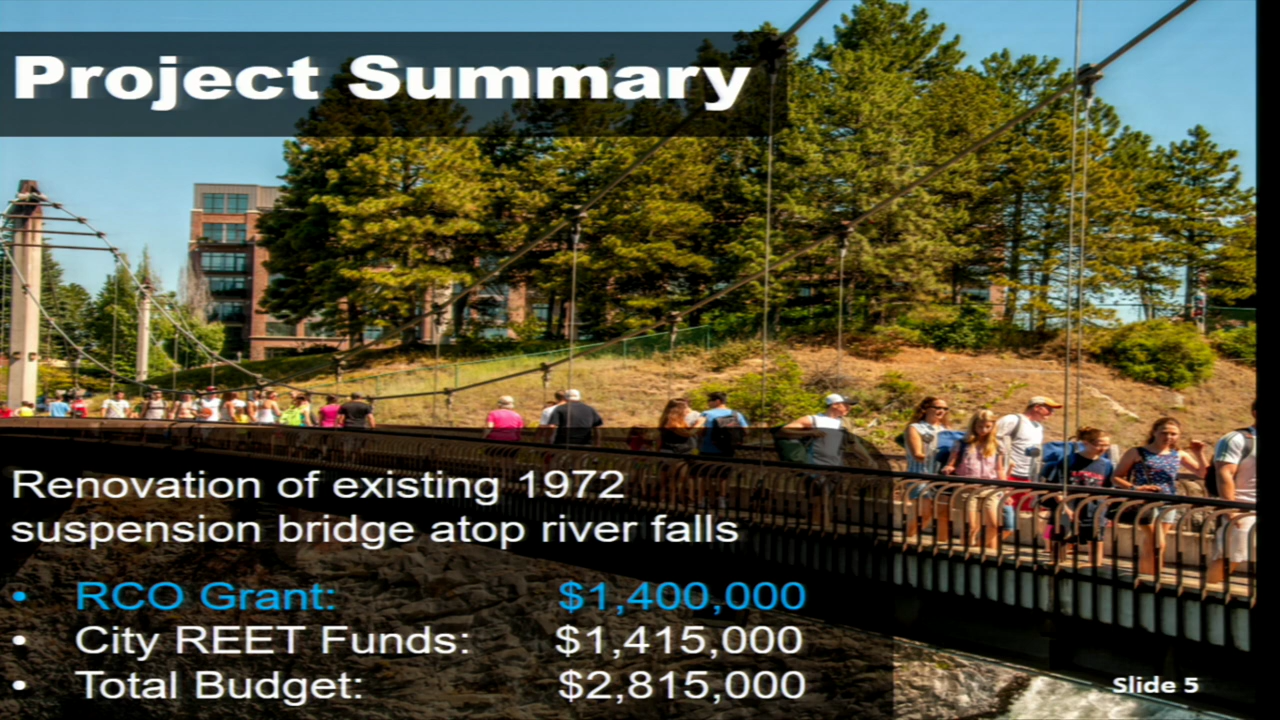 Project Summary
Renovation of existing 1972
suspension bridge atop river falls
• RCO Grant: $1,400,000
• City REET Funds: $1,415,000
• Total Budget: $2,815,000
Slide 5